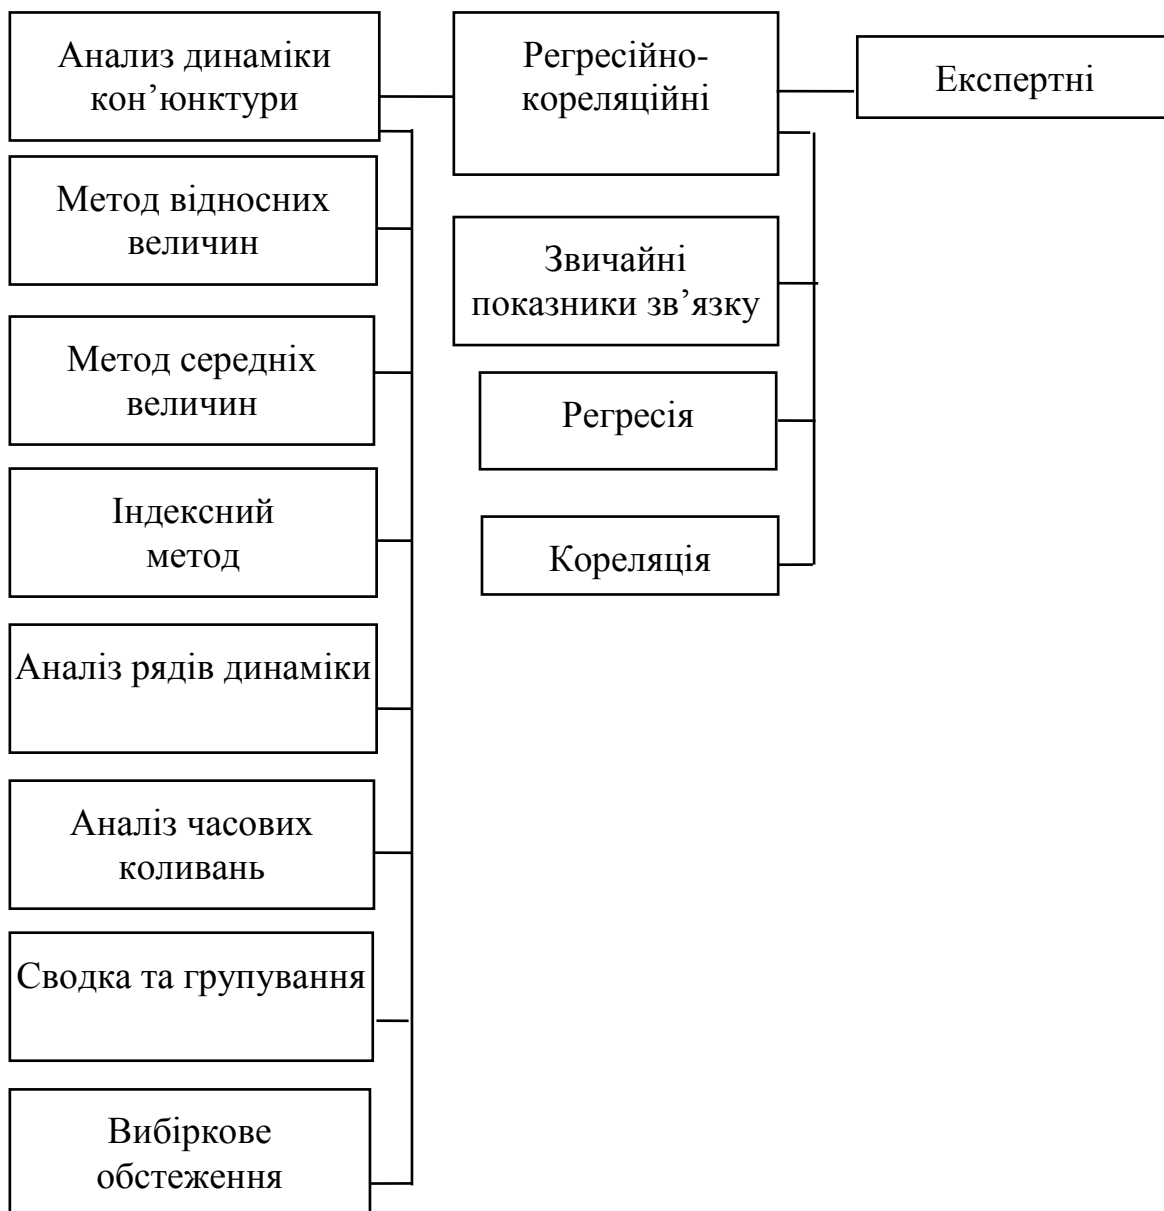 Анализ динаміки
кон’юнктури
Регресійно-
кореляційні
Експертні
Метод відносних
величин
Звичайні
показники зв’язку
Метод середніх
величин
Регресія
Індексний
метод
Кореляція
Аналіз рядів динаміки
Аналіз часових
коливань
Сводка та групування
Вибіркове
обстеження